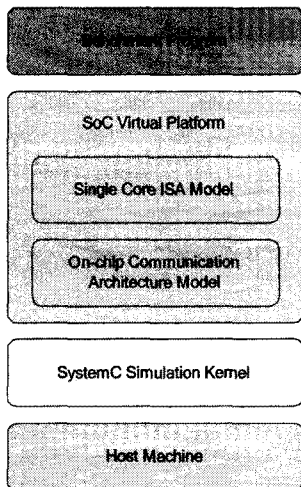 SoC Virtual Platform
Single Core ISA Model
On-chip Communication
Architecture Model
SystemC Simulation Kernel
Host Machine